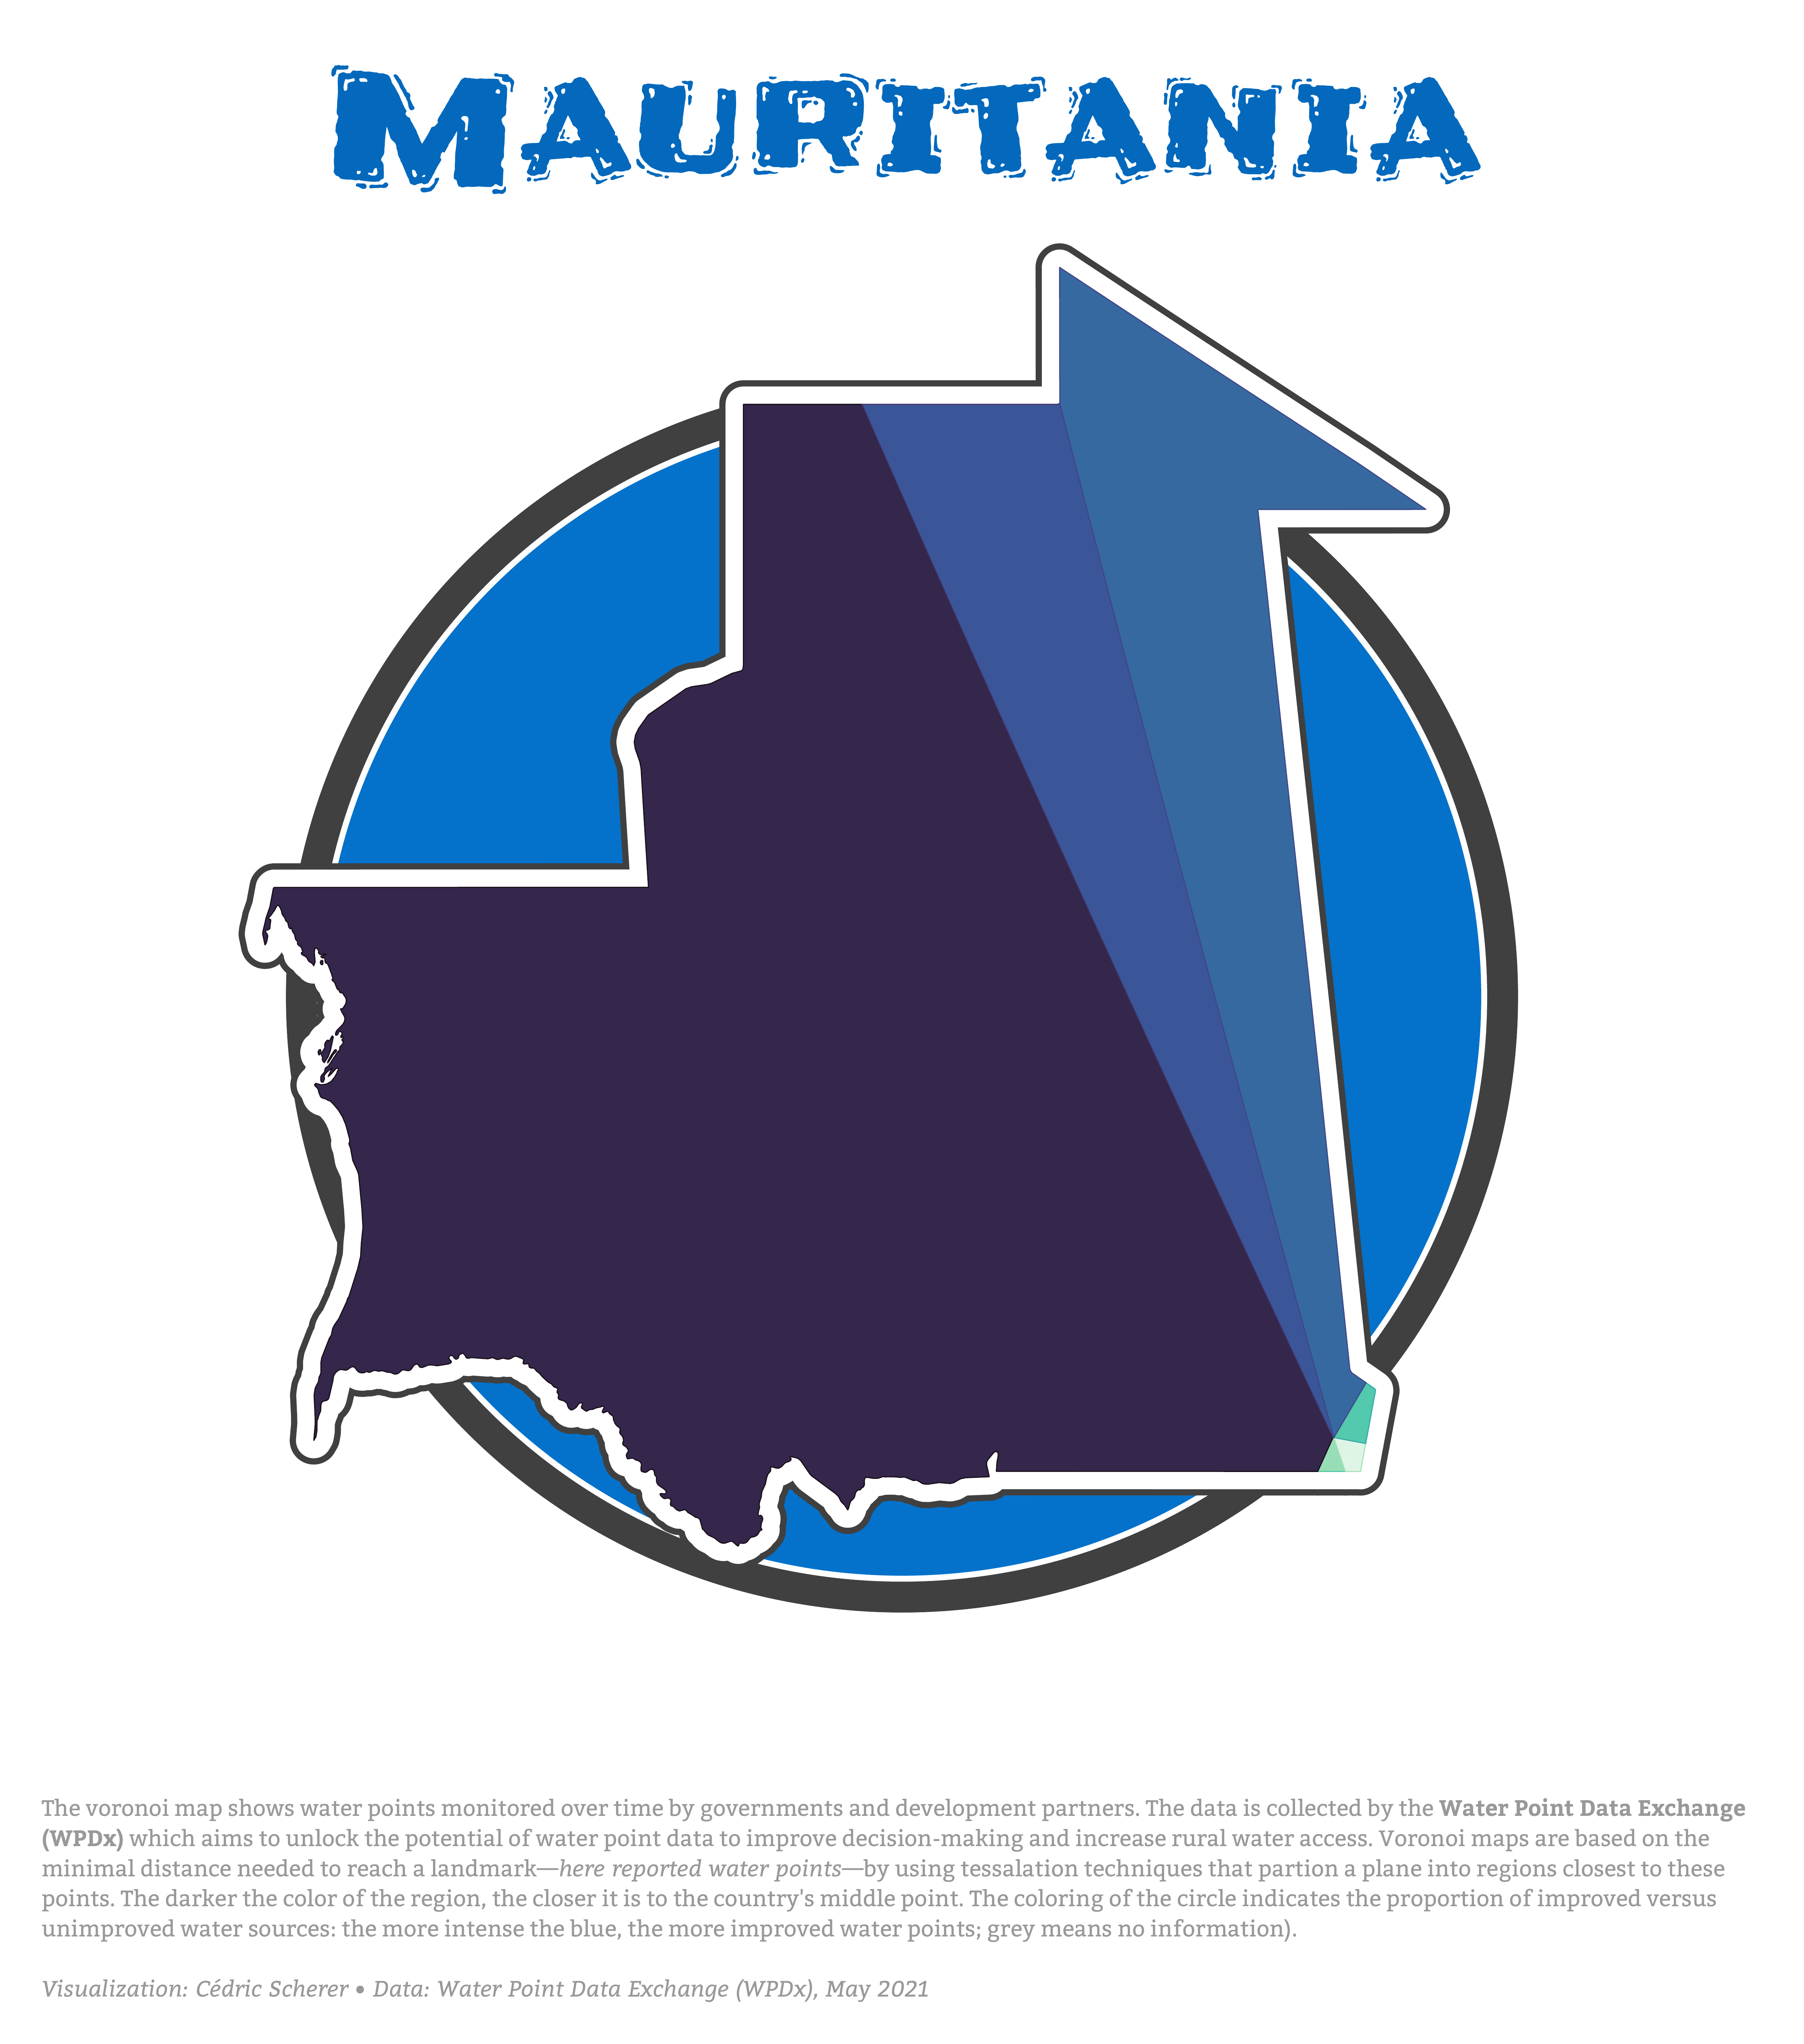 MAURITANIA
The voronoi map shows water points monitored over time by governments and development partners. The data is collected by the Water Point Data Exchange
(WPDx) which aims to unlock the potential of water point data to improve decision-making and increase rural water access. Voronoi maps are based on the
minimal distance needed to reach a landmark—here reported water points—by using tessalation techniques that partion a plane into regions closest to these
points. The darker the color of the region, the closer it is to the country's middle point. The coloring of the circle indicates the proportion of improved versus
unimproved water sources: the more intense the blue, the more improved water points; grey means no information).
Visualization: Cédric Scherer • Data: Water Point Data Exchange (WPDx), May 2021